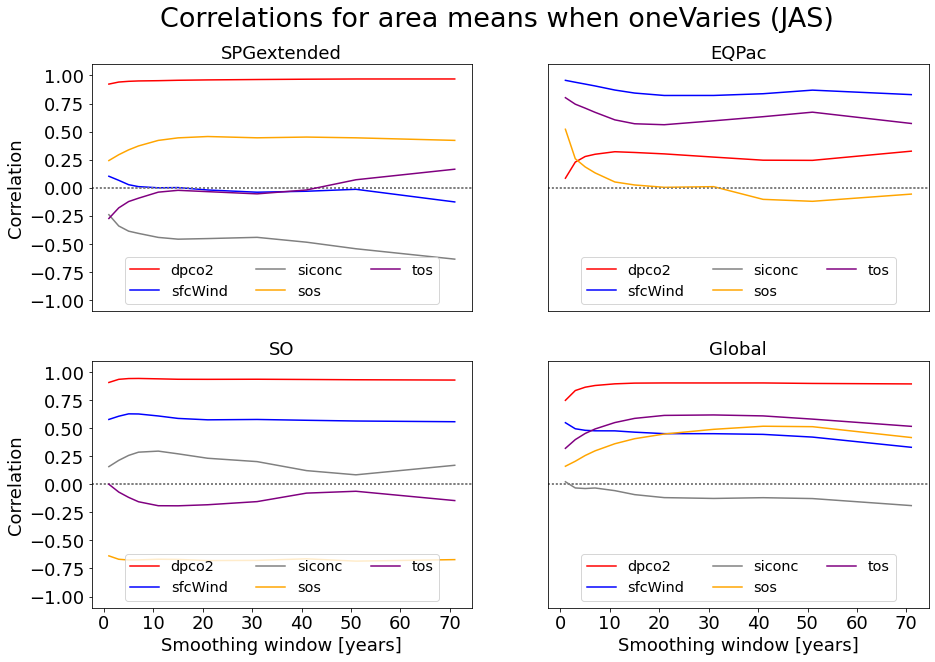 Correlations for area means when oneVaries (JAS)
SPGextended
EQPac
1.00
0.75
0.50
0.25
0.00
−0.25
−0.50
−0.75
−1.00
Correlation
dpco2 siconc tos
sfcWind sos
dpco2 siconc tos
sfcWind sos
SO
Global
1.00
0.75
0.50
0.25
0.00
−0.25
−0.50
−0.75
−1.00
Correlation
dpco2 siconc tos
sfcWind sos
dpco2 siconc tos
sfcWind sos
0 10 20 30 40 50 60 70
0 10 20 30 40 50 60 70
Smoothing window [years]
Smoothing window [years]